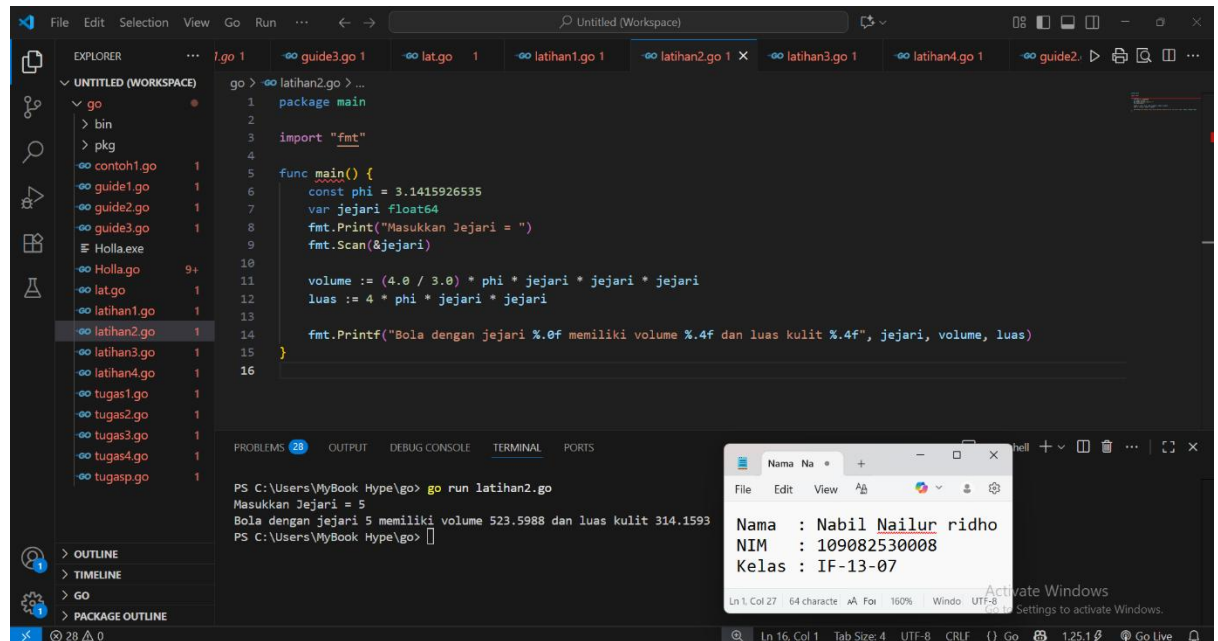 File Edit Selection View Go Run ··· Untitled (Workspace)
EXPLORER ··· 1.go 1 guide3.go 1 lat.go 1 latihan1.go 1 latihan2.go 1 latihan3.go 1 latihan4.go 1 guide2.
UNTITLED (WORKSPACE)
go
bin
pkg
contoh1.go 1
guide1.go 1
guide2.go 1
guide3.go 1
Holla.exe
Holla.go 9+
lat.go 1
latihan1.go 1
latihan2.go 1
latihan3.go 1
latihan4.go 1
tugas1.go 1
tugas2.go 1
tugas3.go 1
tugas4.go 1
tugasp.go 1
OUTLINE
TIMELINE
GO
PACKAGE OUTLINE
go > latihan2.go > ...
1 package main
2
3 import "fmt"
4
5 func main() {
6 const phi = 3.1415926535
7 var jejari float64
8 fmt.Print("Masukkan Jejari = ")
9 fmt.Scan(&jejari)
10
11 volume := (4.0 / 3.0) * phi * jejari * jejari * jejari
12 luas := 4 * phi * jejari * jejari
13
14 fmt.Printf("Bola dengan jejari %.0f memiliki volume %.4f dan luas kulit %.4f", jejari, volume, luas)
15 }
16
PROBLEMS 28 OUTPUT DEBUG CONSOLE TERMINAL PORTS
PS C:\Users\MyBook Hype\go> go run latihan2.go
Masukkan Jejari = 5
Bola dengan jejari 5 memiliki volume 523.5988 dan luas kulit 314.1593
PS C:\Users\MyBook Hype\go>
Nama Na
File Edit View
Nama : Nabil Nailur ridho
NIM : 109082530008
Kelas : IF-13-07
Ln 1, Col 27 64 characte For 160% Windo UTF-8
Activate Windows
Go to Settings to activate Windows.
28 0 Ln 16, Col 1 Tab Size: 4 UTF-8 CRLF {} Go 1.25.1 Go Live